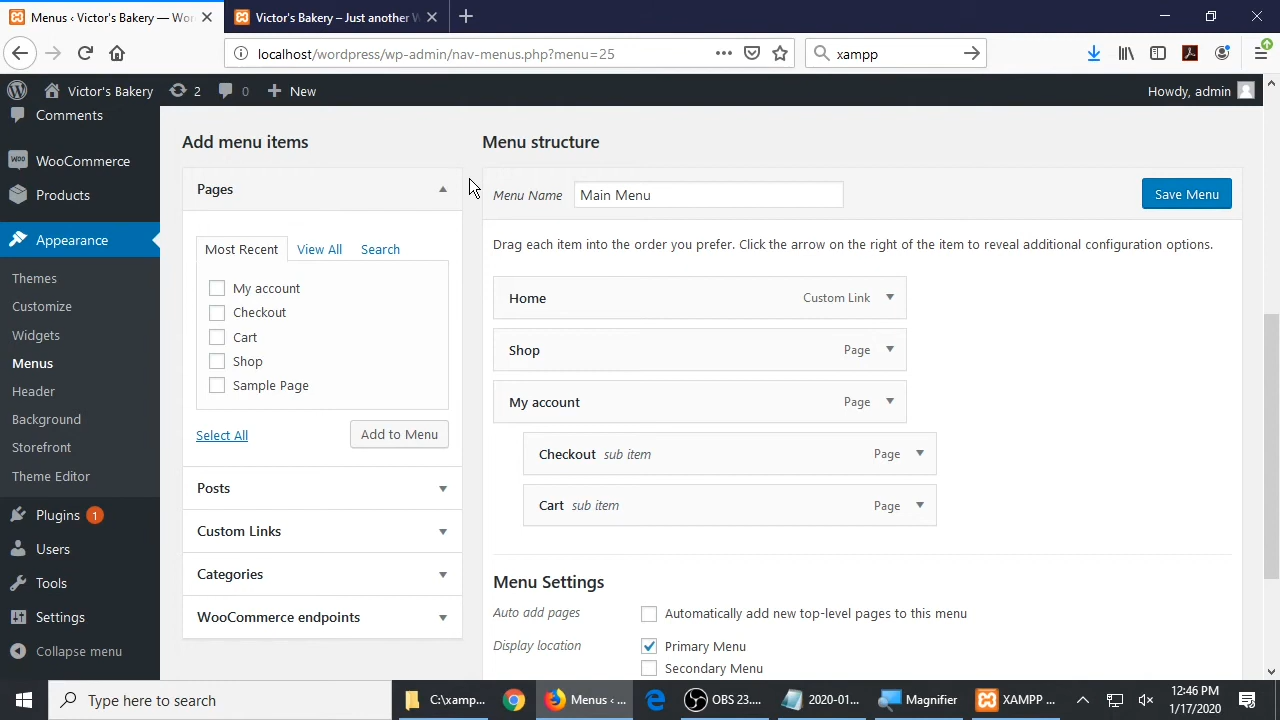 Menus ‹ Victor's Bakery — Wor
Victor's Bakery – Just another W
localhost/wordpress/wp-admin/nav-menus.php?menu=25
xampp
Victor's Bakery
2
0
New
Howdy, admin
Comments
WOO
WooCommerce
Products
Appearance
Themes
Customize
Widgets
Menus
Header
Background
Storefront
Theme Editor
Plugins 1
Users
Tools
Settings
Collapse menu
Add menu items
Pages
Most Recent
View All
Search
My account
Checkout
Cart
Shop
Sample Page
Select All
Add to Menu
Posts
Custom Links
Categories
WooCommerce endpoints
Menu structure
Menu Name
Main Menu
Save Menu
Drag each item into the order you prefer. Click the arrow on the right of the item to reveal additional configuration options.
Home Custom Link
Shop Page
My account Page
Checkout sub item Page
Cart sub item Page
Menu Settings
Auto add pages
Automatically add new top-level pages to this menu
Display location
Primary Menu
Secondary Menu
Type here to search
C:\xamp...
Menus ‹ ...
OBS 23....
2020-01...
Magnifier
XAMPP ...
12:46 PM
1/17/2020